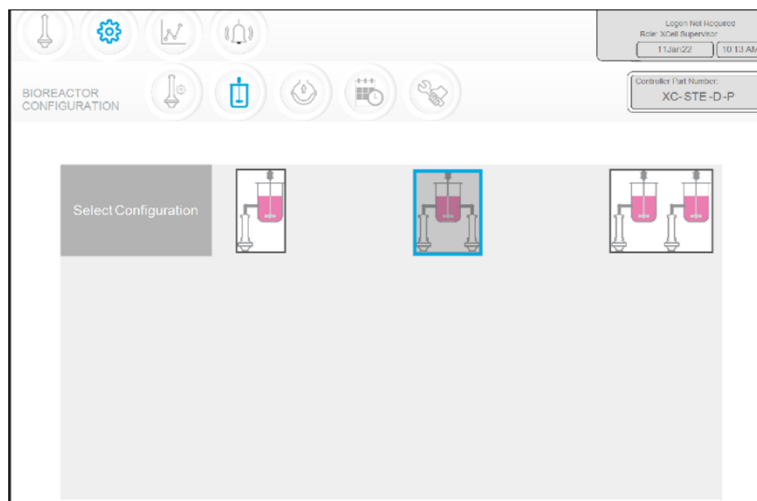 Logon Not Required
Role: XCell Supervisor
11Jan22
10:13 AM
BIOREACTOR
CONFIGURATION
Controller Part Number:
XC-STE-D-P
Select Configuration